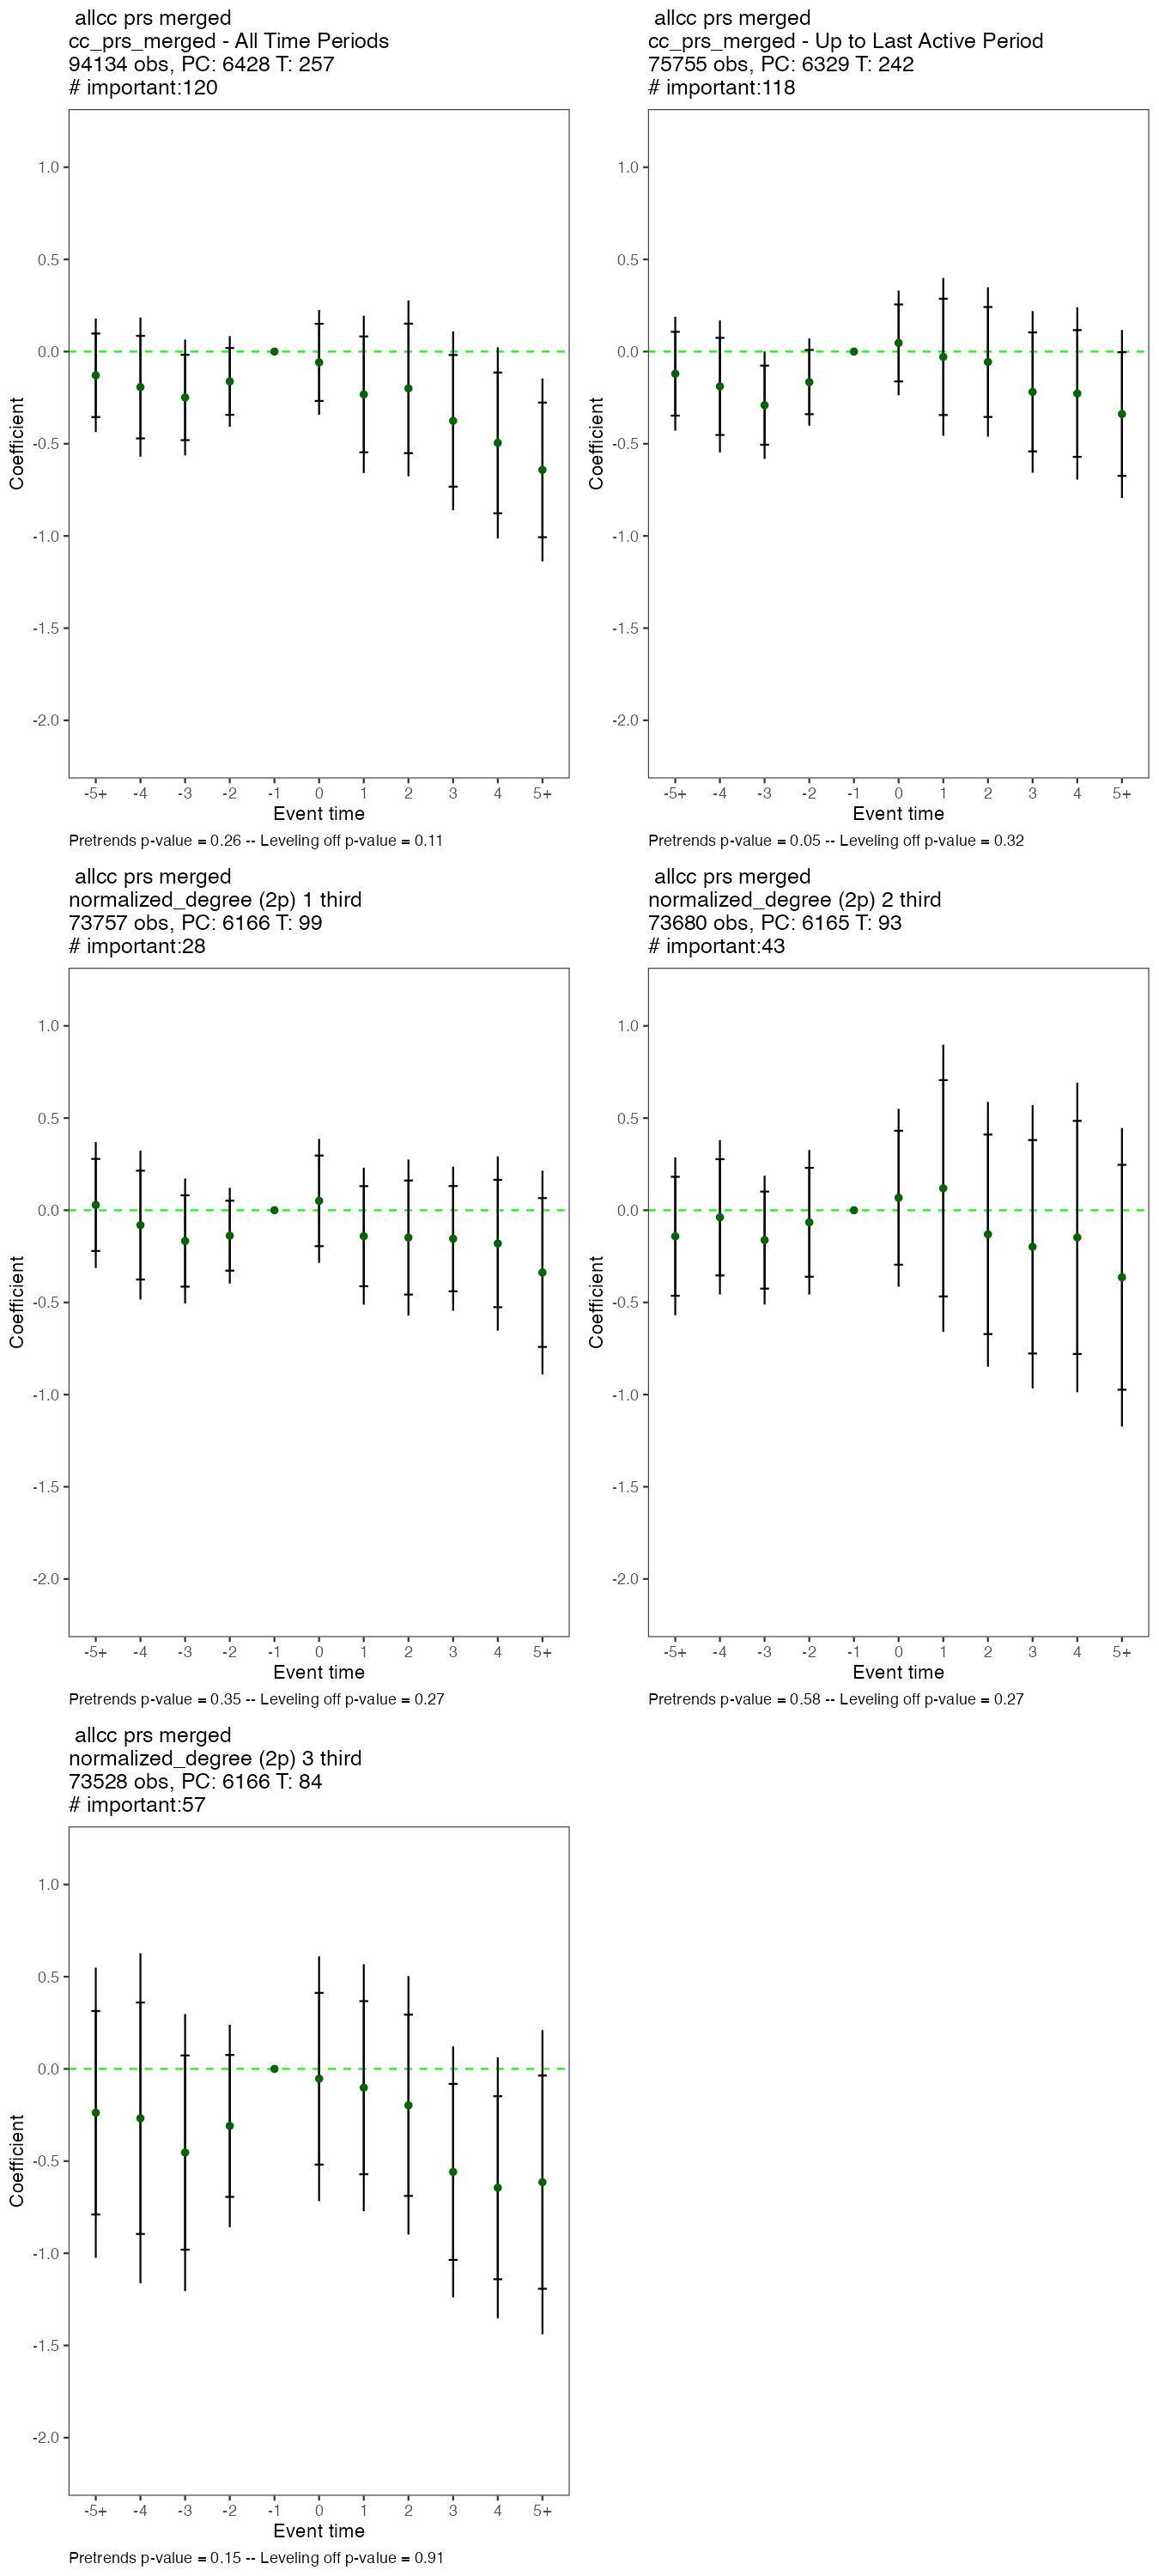 allcc prs merged
cc_prs_merged - All Time Periods
94134 obs, PC: 6428 T: 257
# important:120
1.0
0.5
0.0
-0.5
-1.0
-1.5
-2.0
Coefficient
-5+ -4 -3 -2 -1 0 1 2 3 4 5+
Event time
Pretrends p-value = 0.26 -- Leveling off p-value = 0.11
allcc prs merged
cc_prs_merged - Up to Last Active Period
75755 obs, PC: 6329 T: 242
# important:118
1.0
0.5
0.0
-0.5
-1.0
-1.5
-2.0
Coefficient
-5+ -4 -3 -2 -1 0 1 2 3 4 5+
Event time
Pretrends p-value = 0.05 -- Leveling off p-value = 0.32
allcc prs merged
normalized_degree (2p) 1 third
73757 obs, PC: 6166 T: 99
# important:28
1.0
0.5
0.0
-0.5
-1.0
-1.5
-2.0
Coefficient
-5+ -4 -3 -2 -1 0 1 2 3 4 5+
Event time
Pretrends p-value = 0.35 -- Leveling off p-value = 0.27
allcc prs merged
normalized_degree (2p) 2 third
73680 obs, PC: 6165 T: 93
# important:43
1.0
0.5
0.0
-0.5
-1.0
-1.5
-2.0
Coefficient
-5+ -4 -3 -2 -1 0 1 2 3 4 5+
Event time
Pretrends p-value = 0.58 -- Leveling off p-value = 0.27
allcc prs merged
normalized_degree (2p) 3 third
73528 obs, PC: 6166 T: 84
# important:57
1.0
0.5
0.0
-0.5
-1.0
-1.5
-2.0
Coefficient
-5+ -4 -3 -2 -1 0 1 2 3 4 5+
Event time
Pretrends p-value = 0.15 -- Leveling off p-value = 0.91